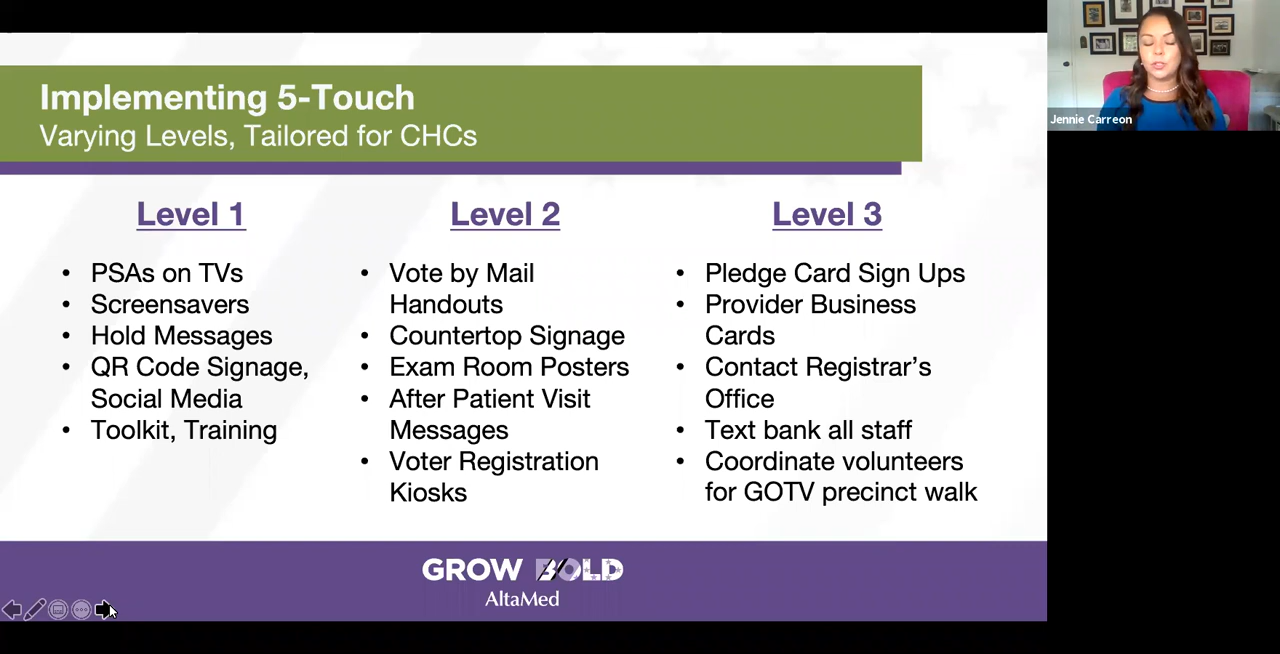 Implementing 5-Touch
Varying Levels, Tailored for CHCs
Level 1
• PSAs on TVs
• Screensavers
• Hold Messages
• QR Code Signage,
Social Media
• Toolkit, Training
Level 2
• Vote by Mail
Handouts
• Countertop Signage
• Exam Room Posters
• After Patient Visit
Messages
• Voter Registration
Kiosks
Level 3
• Pledge Card Sign Ups
• Provider Business
Cards
• Contact Registrar’s
Office
• Text bank all staff
• Coordinate volunteers
for GOTV precinct walk
GROW BOLD
AltaMed
Jennie Carreon